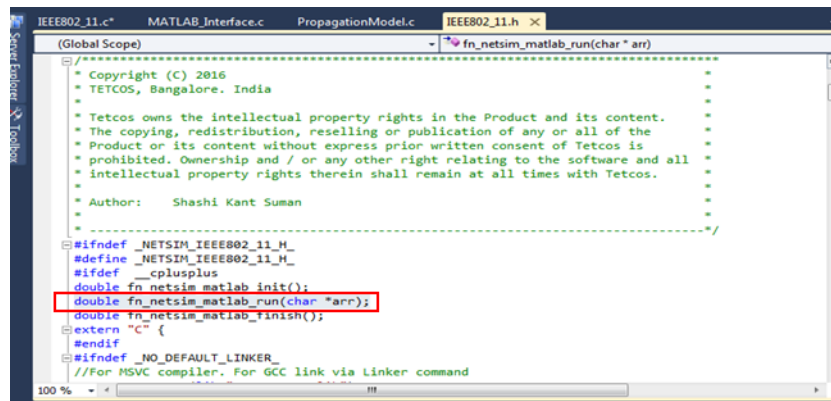 IEEE802_11.c* MATLAB_Interface.c PropagationModel.c IEEE802_11.h ×
Server Explorer
Toolbox
(Global Scope) fn_netsim_matlab_run(char * arr)
/************************************************************************************
* Copyright (C) 2016 *
* TETCOS, Bangalore. India *
* *
* Tetcos owns the intellectual property rights in the Product and its content. *
* The copying, redistribution, reselling or publication of any or all of the *
* Product or its content without express prior written consent of Tetcos is *
* prohibited. Ownership and / or any other right relating to the software and all *
* intellectual property rights therein shall remain at all times with Tetcos. *
* *
* Author: Shashi Kant Suman *
* *
* ---------------------------------------------------------------------------------*/
#ifndef _NETSIM_IEEE802_11_H_
#define _NETSIM_IEEE802_11_H_
#ifdef __cplusplus
double fn_netsim_matlab_init();
double fn_netsim_matlab_run(char *arr);
double fn_netsim_matlab_finish();
extern "C" {
#endif
#ifndef _NO_DEFAULT_LINKER_
//For MSVC compiler. For GCC link via Linker command
100 %